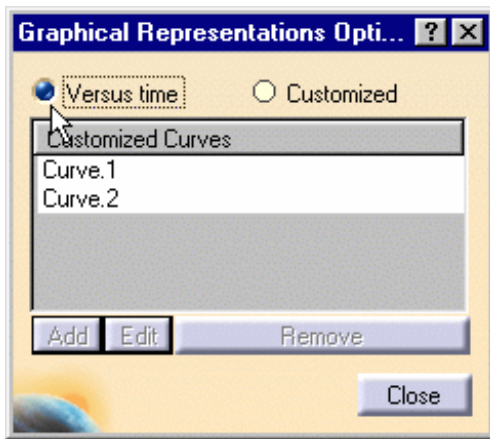 Graphical Representations Opti... ? X
Versus time Customized
Customized Curves
Curve.1
Curve.2
Add Edit Remove
Close